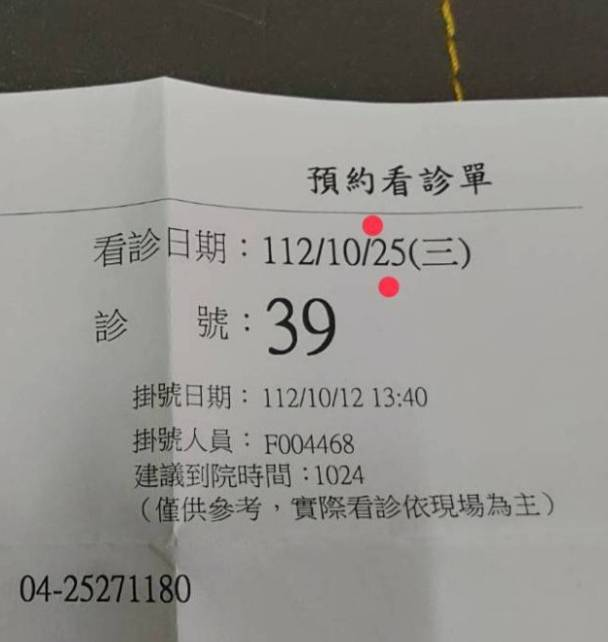 預約看診單
看診日期：112/10/25(三)
診　　號：39
掛號日期：112/10/12 13:40
掛號人員：F004468
建議到院時間：1024
（僅供參考，實際看診依現場為主）
04-25271180